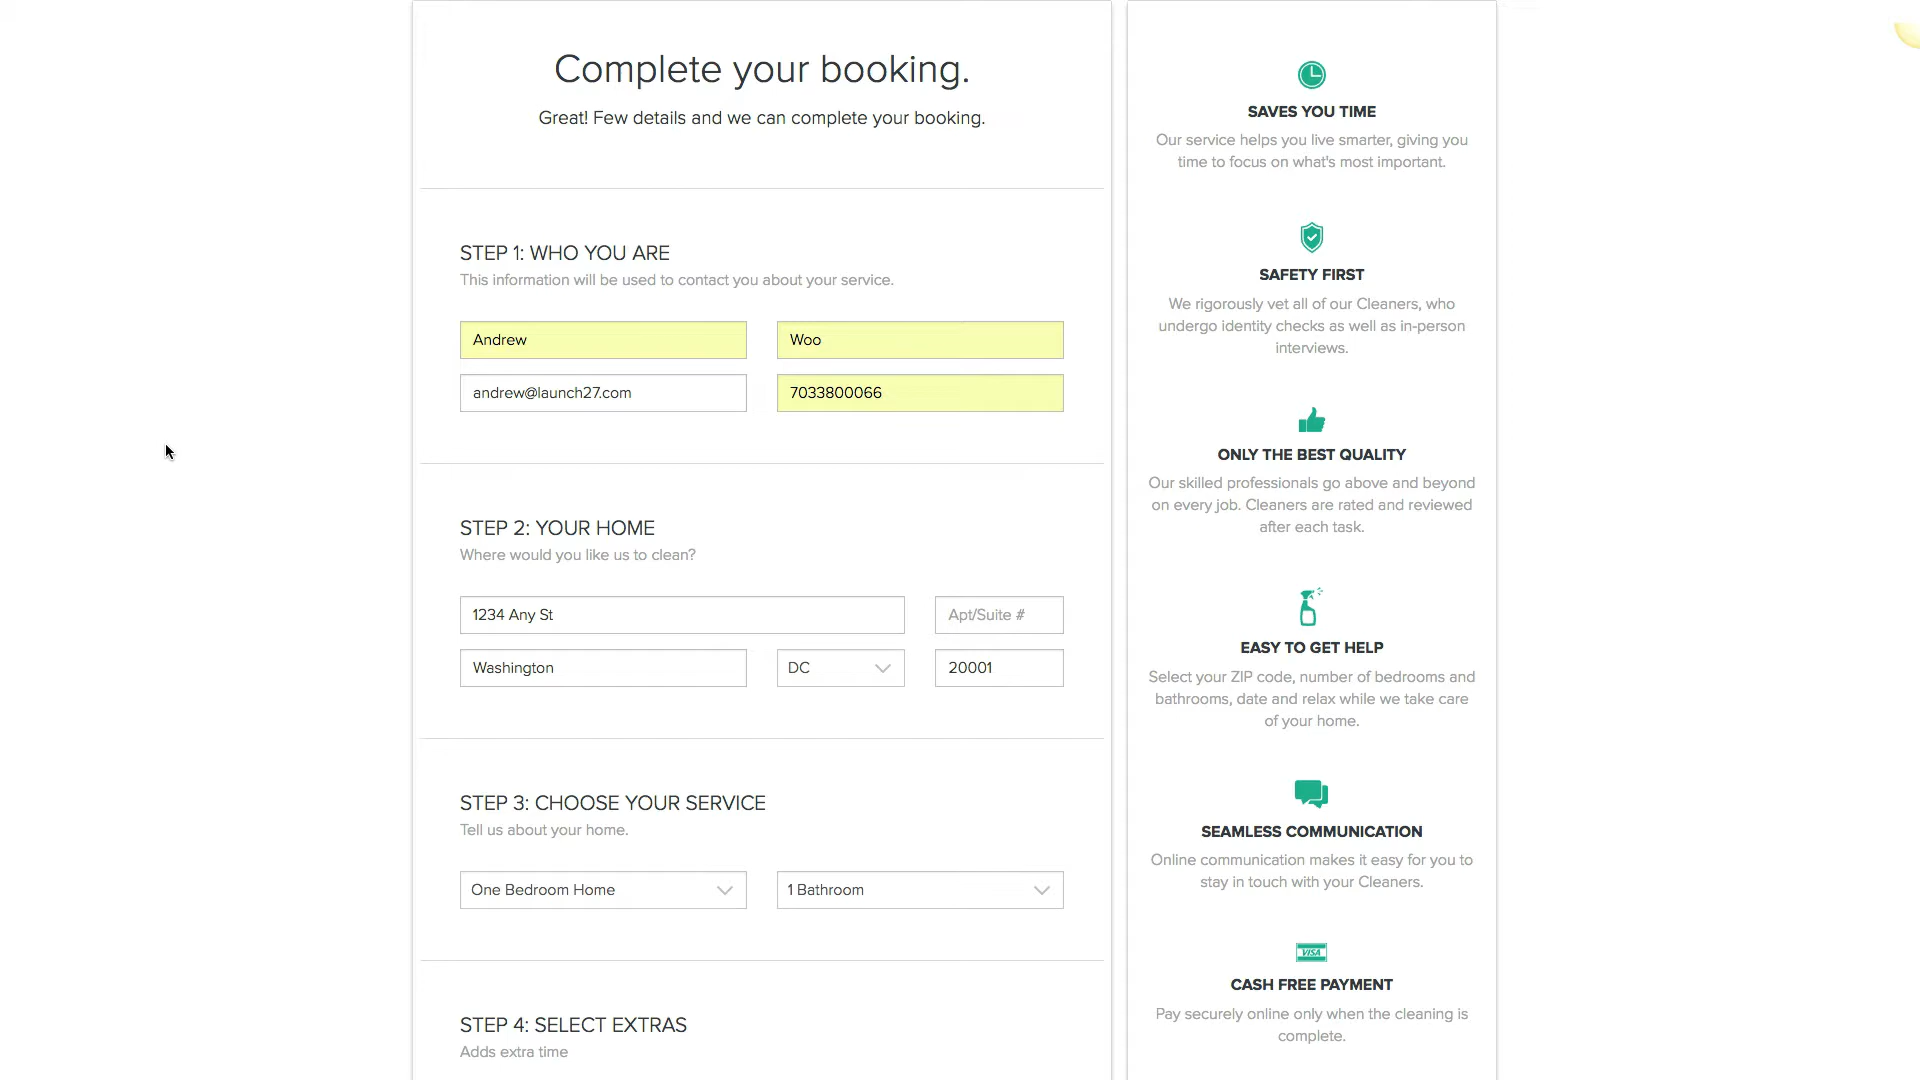 Complete your booking.
Great! Few details and we can complete your booking.
STEP 1: WHO YOU ARE
This information will be used to contact you about your service.
Andrew
Woo
andrew@launch27.com
7033800066
STEP 2: YOUR HOME
Where would you like us to clean?
1234 Any St
Apt/Suite #
Washington
DC
20001
STEP 3: CHOOSE YOUR SERVICE
Tell us about your home.
One Bedroom Home
1 Bathroom
STEP 4: SELECT EXTRAS
Adds extra time
SAVES YOU TIME
Our service helps you live smarter, giving you
time to focus on what's most important.
SAFETY FIRST
We rigorously vet all of our Cleaners, who
undergo identity checks as well as in-person
interviews.
ONLY THE BEST QUALITY
Our skilled professionals go above and beyond
on every job. Cleaners are rated and reviewed
after each task.
EASY TO GET HELP
Select your ZIP code, number of bedrooms and
bathrooms, date and relax while we take care
of your home.
SEAMLESS COMMUNICATION
Online communication makes it easy for you to
stay in touch with your Cleaners.
VISA
CASH FREE PAYMENT
Pay securely online only when the cleaning is
complete.